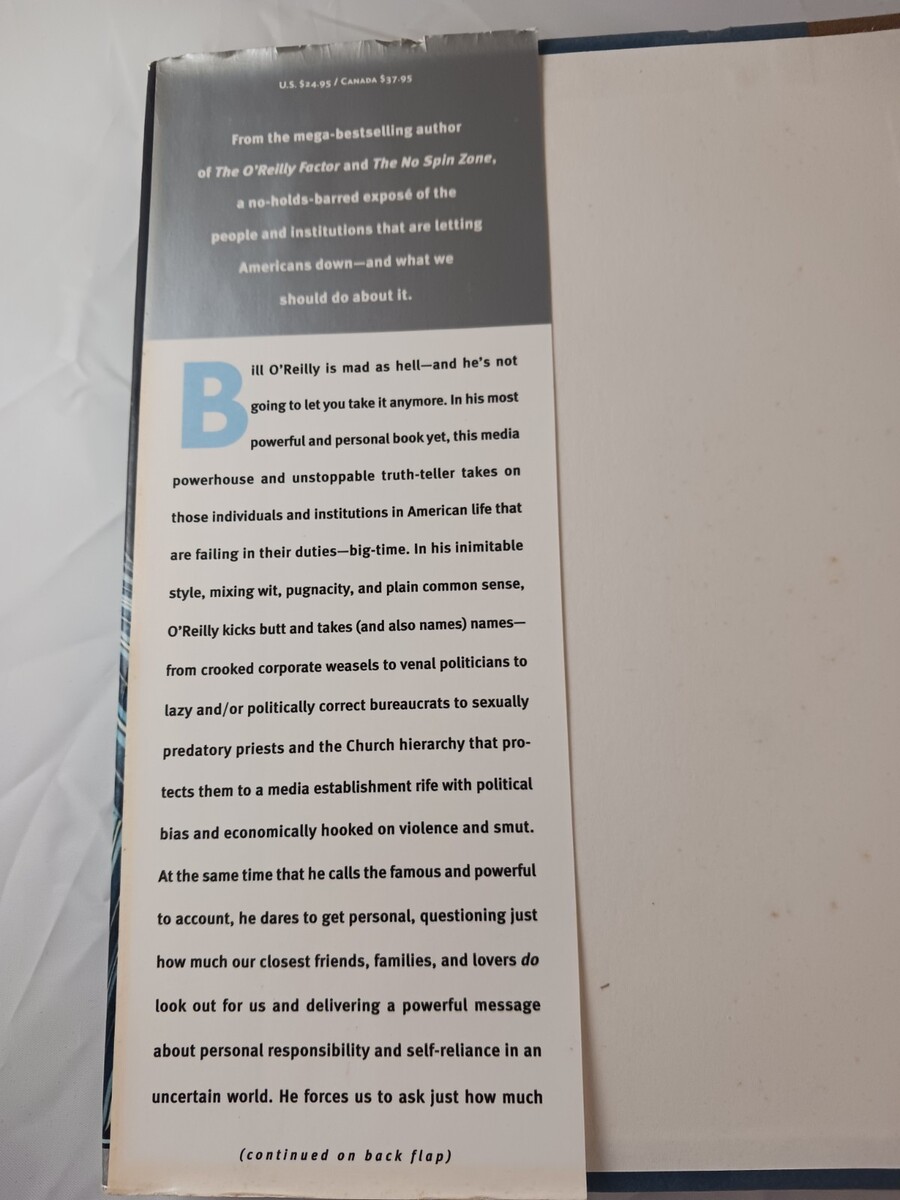 U.S. $24.95 / CANADA $37.95
From the mega-bestselling author
of The O'Reilly Factor and The No Spin Zone,
a no-holds-barred exposé of the
people and institutions that are letting
Americans down—and what we
should do about it.
Bill O'Reilly is mad as hell—and he's not
going to let you take it anymore. In his most
powerful and personal book yet, this media
powerhouse and unstoppable truth-teller takes on
those individuals and institutions in American life that
are failing in their duties—big-time. In his inimitable
style, mixing wit, pugnacity, and plain common sense,
O'Reilly kicks butt and takes (and also names) names—
from crooked corporate weasels to venal politicians to
lazy and/or politically correct bureaucrats to sexually
predatory priests and the Church hierarchy that pro-
tects them to a media establishment rife with political
bias and economically hooked on violence and smut.
At the same time that he calls the famous and powerful
to account, he dares to get personal, questioning just
how much our closest friends, families, and lovers do
look out for us and delivering a powerful message
about personal responsibility and self-reliance in an
uncertain world. He forces us to ask just how much
(continued on back flap)